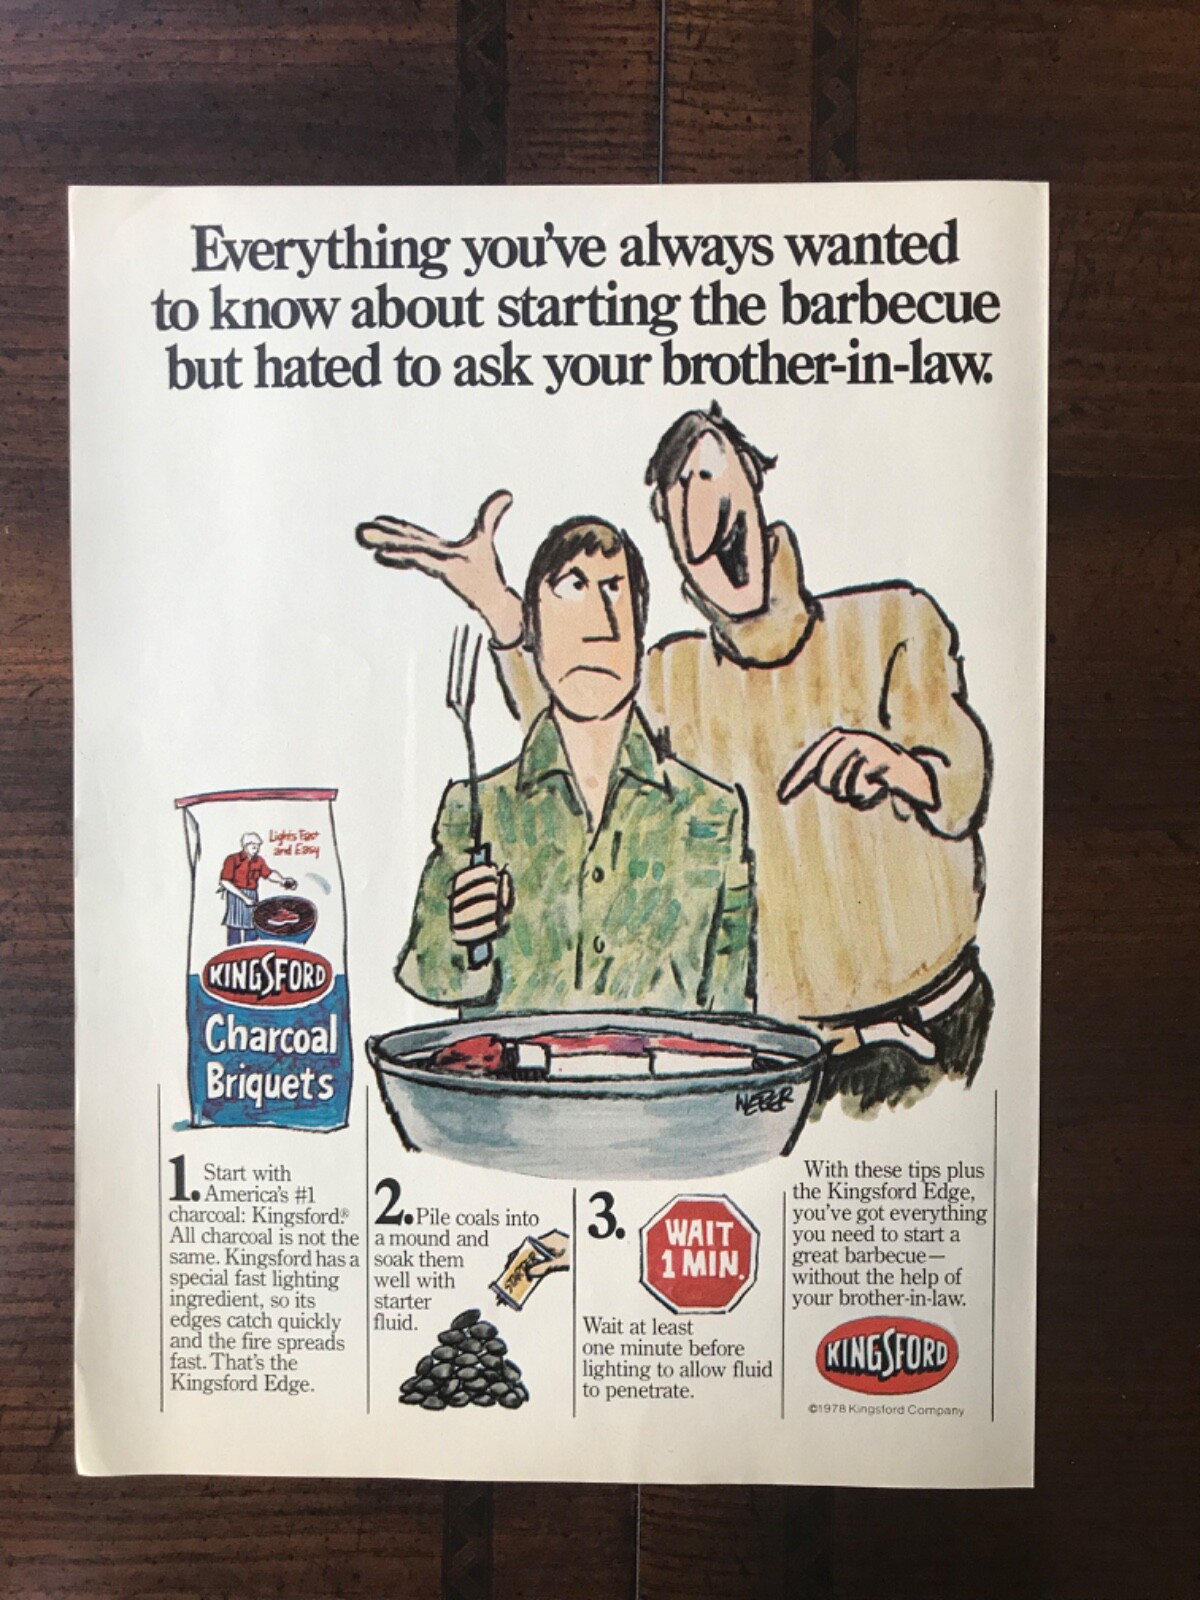 Everything you've always wanted
to know about starting the barbecue
but hated to ask your brother-in-law.
Lights Fast
and Easy
KINGSFORD
Charcoal
Briquets
WEBER
1. Start with
America's #1
charcoal: Kingsford.®
All charcoal is not the
same. Kingsford has a
special fast lighting
ingredient, so its
edges catch quickly
and the fire spreads
fast. That's the
Kingsford Edge.
2. Pile coals into
a mound and
soak them
well with
starter
fluid.
STARTER
3.
WAIT
1 MIN.
Wait at least
one minute before
lighting to allow fluid
to penetrate.
With these tips plus
the Kingsford Edge,
you've got everything
you need to start a
great barbecue—
without the help of
your brother-in-law.
KINGSFORD
©1978 Kingsford Company